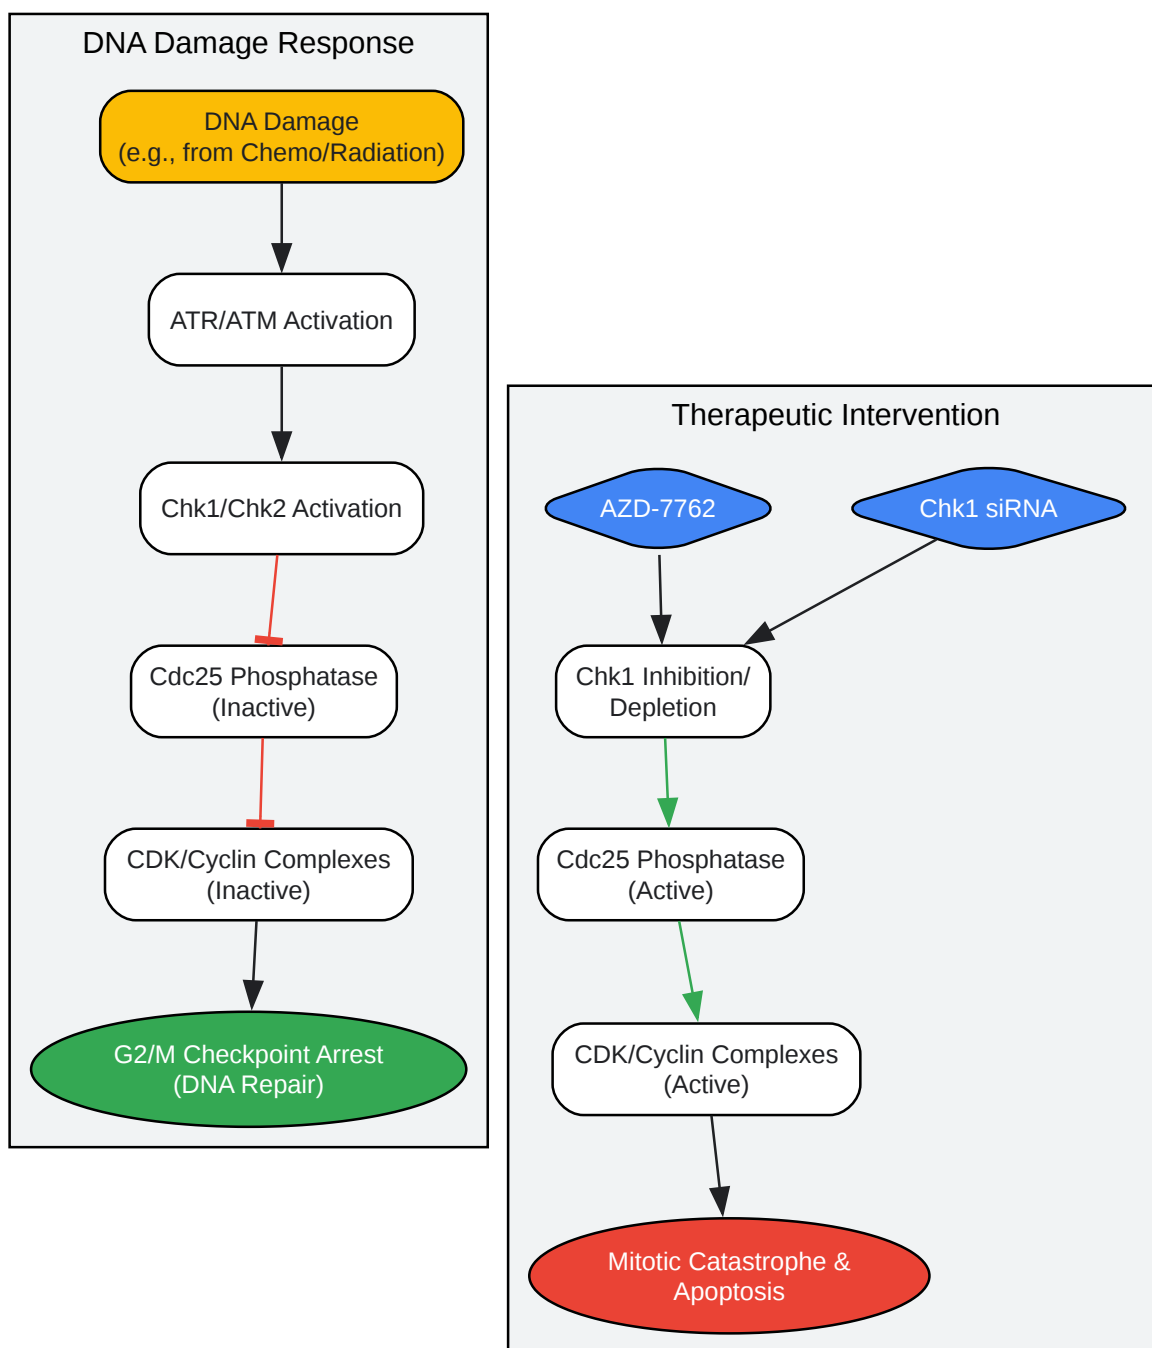 DNA Damage Response
DNA Damage
(e.g., from Chemo/Radiation)
ATR/ATM Activation
Chk1/Chk2 Activation
Cdc25 Phosphatase
(Inactive)
CDK/Cyclin Complexes
(Inactive)
G2/M Checkpoint Arrest
(DNA Repair)
Therapeutic Intervention
AZD-7762
Chk1 siRNA
Chk1 Inhibition/
Depletion
Cdc25 Phosphatase
(Active)
CDK/Cyclin Complexes
(Active)
Mitotic Catastrophe &
Apoptosis